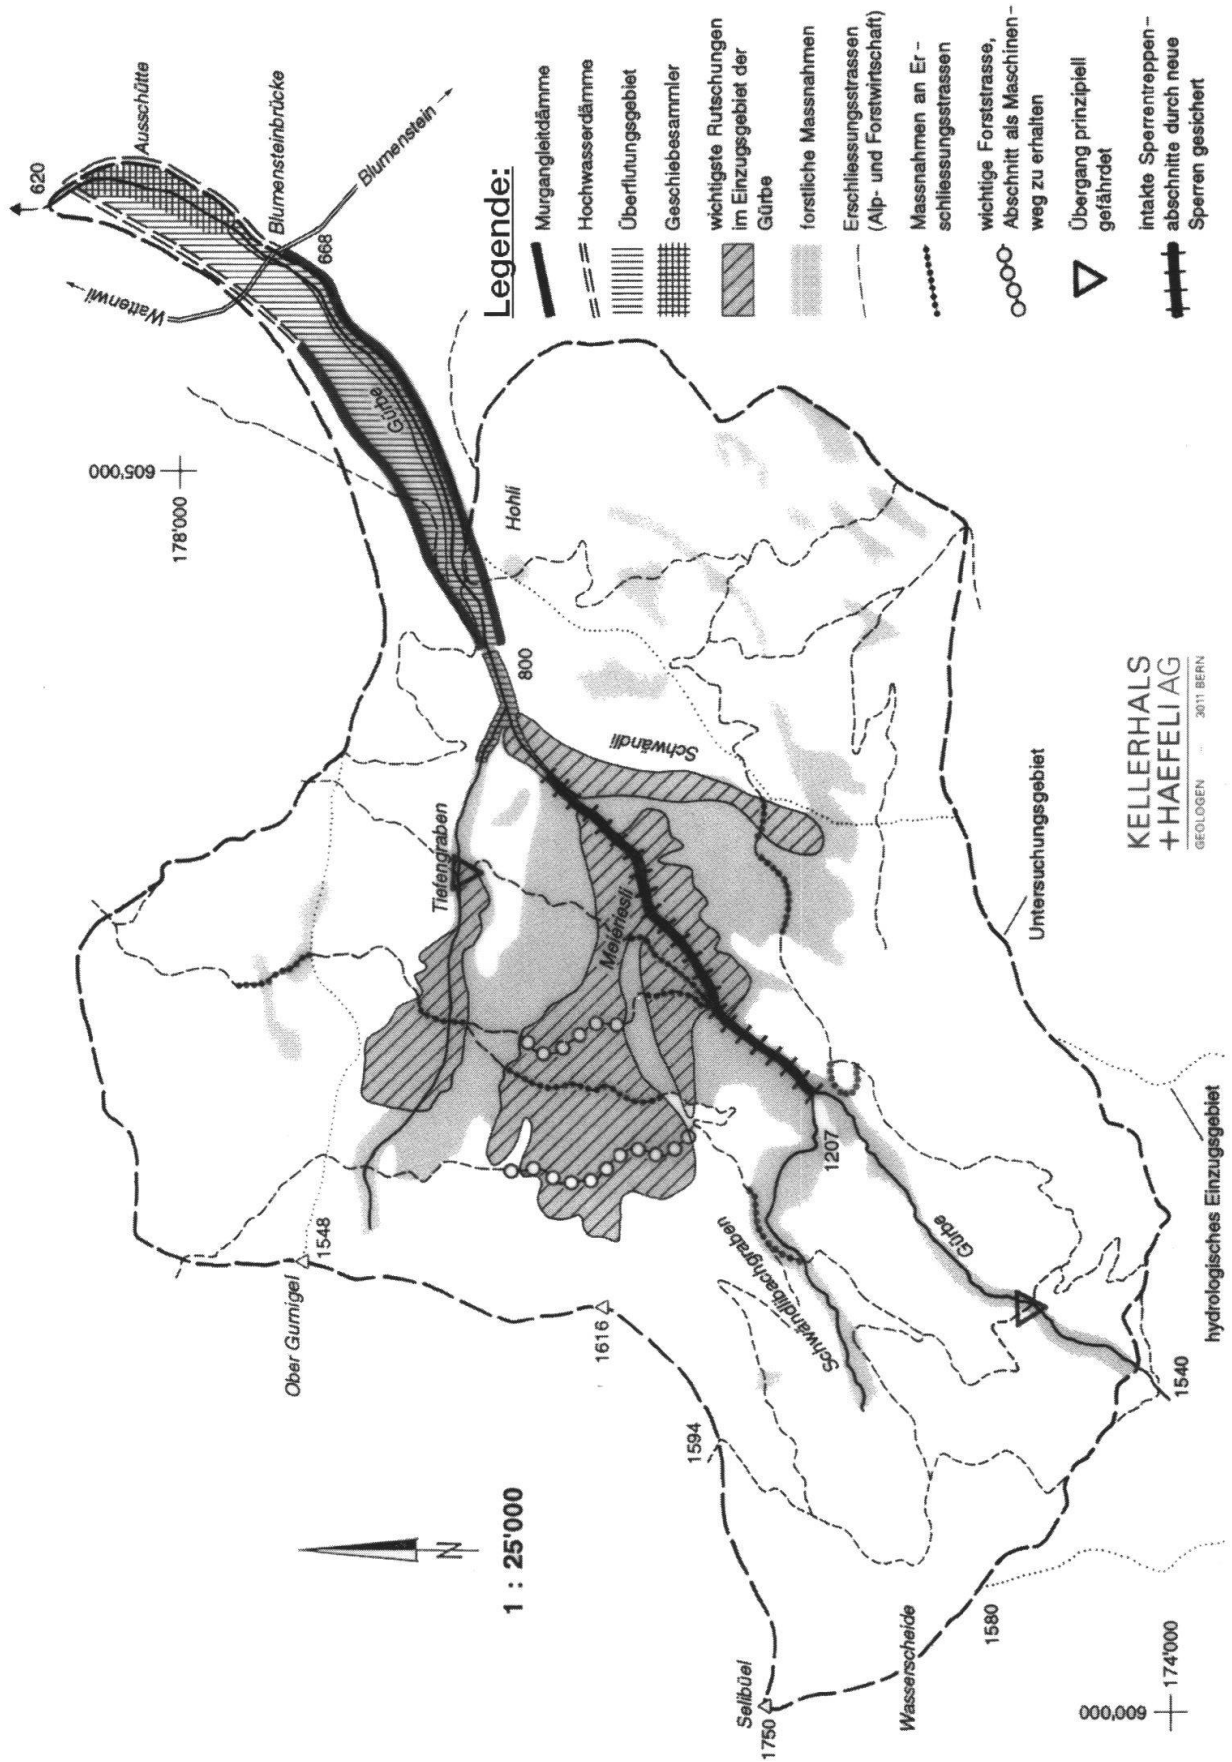 620
Ausschütte
Blumensteinbrücke
668
Blumenstein
Wattenwil
605'000
178'000
Gürbe
Hohli
800
Schwändli
Tiefengraben
Meieriesli
Ober Gurnigel
1548
1616
1594
1207
Schwändlibachgraben
Gürbe
1540
Selibüel
1750
Wasserscheide
1580
600'000
174'000
N
1 : 25'000
Untersuchungsgebiet
hydrologisches Einzugsgebiet
Legende:
Murgangleitdämme
Hochwasserdämme
Überflutungsgebiet
Geschiebesammler
wichtigste Rutschungen
im Einzugsgebiet der
Gürbe
forstliche Massnahmen
Erschliessungsstrassen
(Alp- und Forstwirtschaft)
Massnahmen an Er-
schliessungsstrassen
wichtige Forststrasse,
Abschnitt als Maschinen-
weg zu erhalten
Übergang prinzipiell
gefährdet
intakte Sperrentreppen-
abschnitte durch neue
Sperren gesichert
KELLERHALS
+ HAEFELI AG
GEOLOGEN 3011 BERN